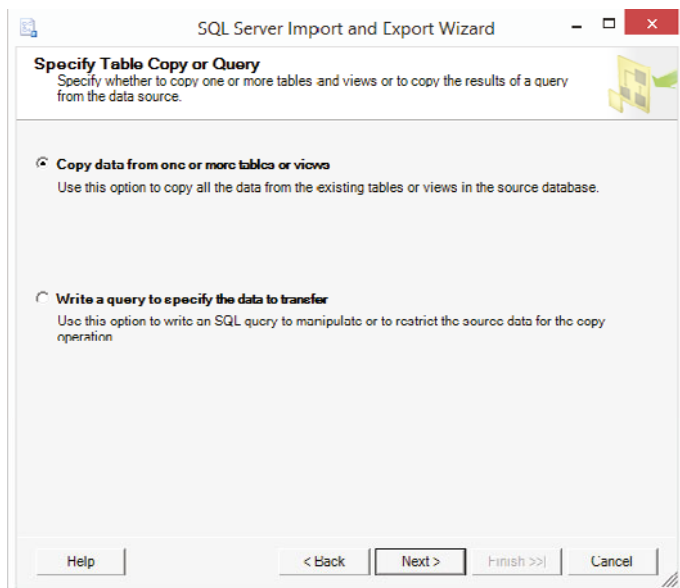 SQL Server Import and Export Wizard
Specify Table Copy or Query
Specify whether to copy one or more tables and views or to copy the results of a query
from the data source.
Copy data from one or more tables or views
Use this option to copy all the data from the existing tables or views in the source database.
Write a query to specify the data to transfer
Use this option to write an SQL query to manipulate or to restrict the source data for the copy
operation
Help
< Back
Next >
Finish >>|
Cancel